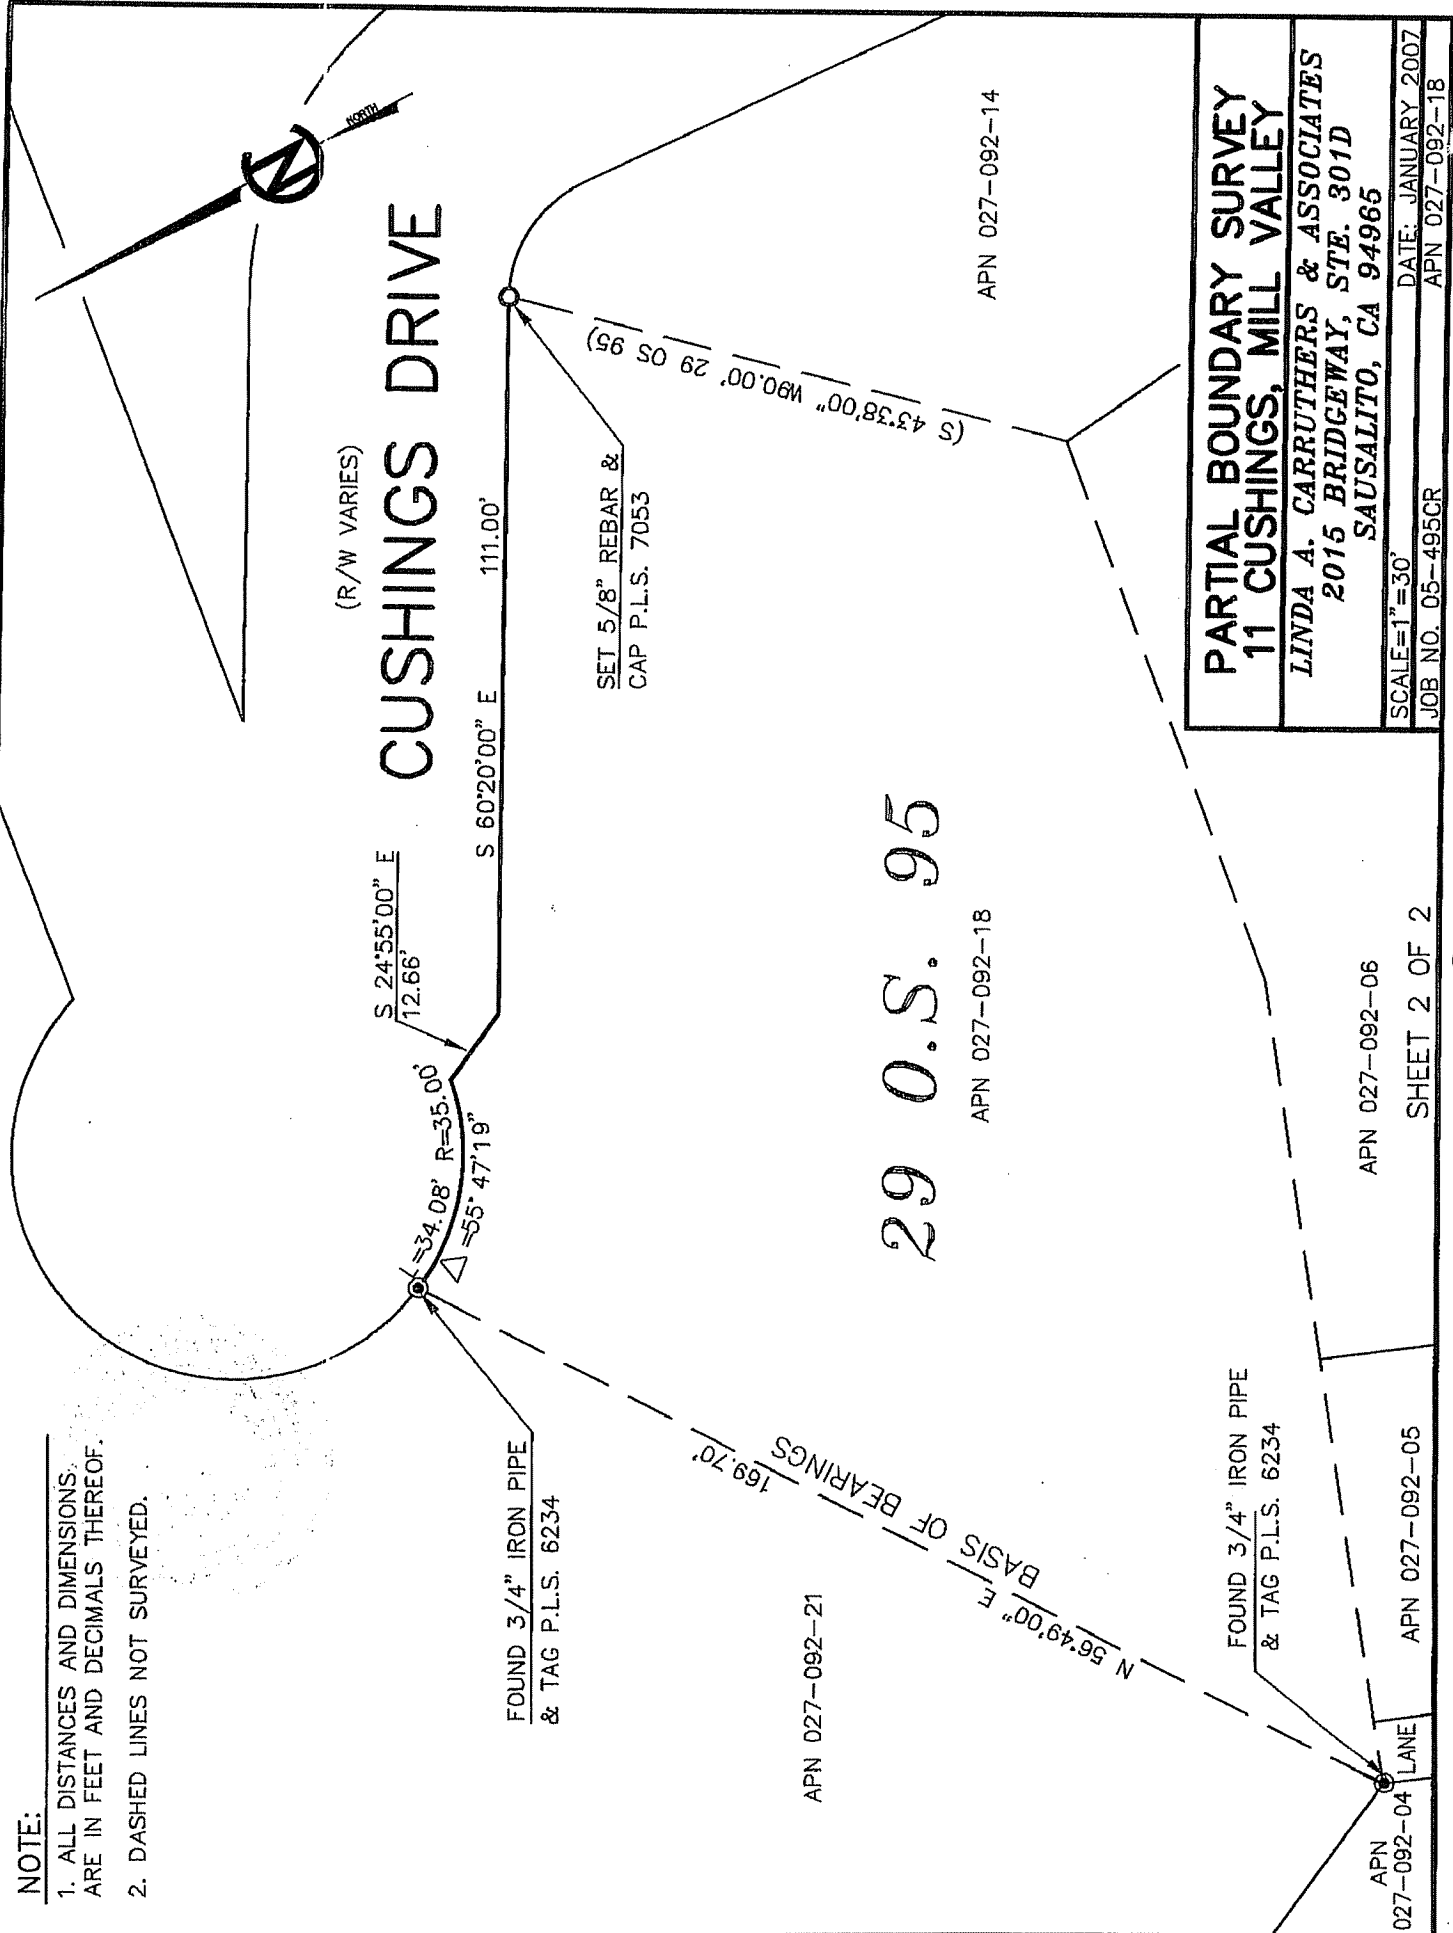 NOTE:
1. ALL DISTANCES AND DIMENSIONS
ARE IN FEET AND DECIMALS THEREOF.
2. DASHED LINES NOT SURVEYED.
NORTH
N
(R/W VARIES)
CUSHINGS DRIVE
S 24°55'00" E
12.66'
S 60°20'00" E 111.00'
L=34.08' R=35.00'
△=55°47'19"
SET 5/8" REBAR &
CAP P.L.S. 7053
(S 43°38'00" W90.00' 29 OS 95)
FOUND 3/4" IRON PIPE
& TAG P.L.S. 6234
N 56°49'00" E 169.70'
BASIS OF BEARINGS
29 O.S. 95
APN 027-092-18
APN 027-092-14
APN 027-092-21
FOUND 3/4" IRON PIPE
& TAG P.L.S. 6234
APN
027-092-04
LANE
APN 027-092-05
APN 027-092-06
SHEET 2 OF 2
PARTIAL BOUNDARY SURVEY
11 CUSHINGS, MILL VALLEY
LINDA A. CARRUTHERS & ASSOCIATES
2015 BRIDGEWAY, STE. 301D
SAUSALITO, CA 94965
SCALE=1"=30' DATE: JANUARY 2007
JOB NO. 05-495CR APN 027-092-18